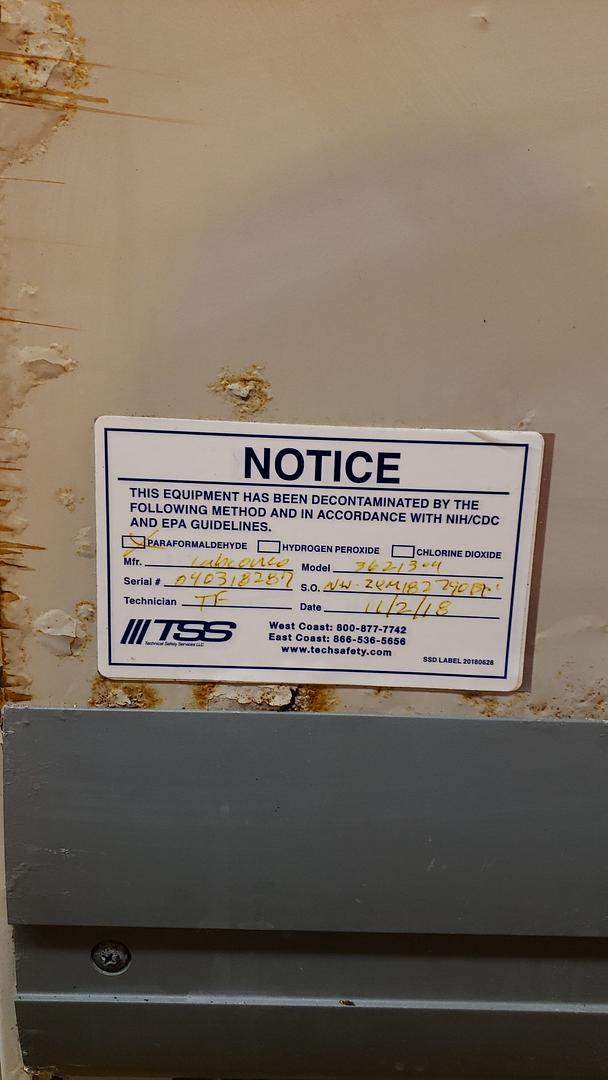 NOTICE
THIS EQUIPMENT HAS BEEN DECONTAMINATED BY THE
FOLLOWING METHOD AND IN ACCORDANCE WITH NIH/CDC
AND EPA GUIDELINES.
PARAFORMALDEHYDE HYDROGEN PEROXIDE CHLORINE DIOXIDE
Mfr. Labconco Model 3621304
Serial # 040318287 S.O.
Technician TF Date 11/2/18
TSS
Technical Safety Services LLC
West Coast: 800-877-7742
East Coast: 866-536-5656
www.techsafety.com
SSD LABEL 20180628